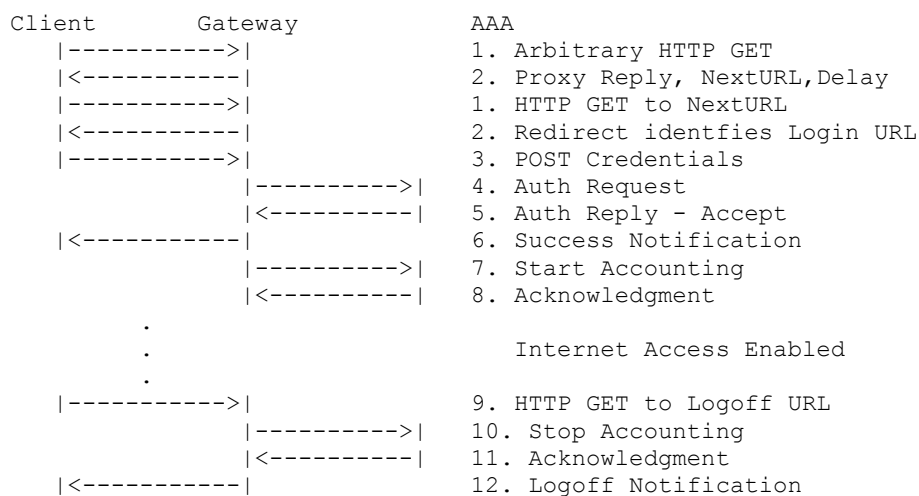 Client        Gateway             AAA
   |----------->|                 1. Arbitrary HTTP GET
   |<-----------|                 2. Proxy Reply, NextURL,Delay
   |----------->|                 1. HTTP GET to NextURL
   |<-----------|                 2. Redirect identfies Login URL
   |----------->|                 3. POST Credentials
                |---------->|     4. Auth Request
                |<----------|     5. Auth Reply - Accept
   |<-----------|                 6. Success Notification
                |---------->|     7. Start Accounting
                |<----------|     8. Acknowledgment
         .
         .                           Internet Access Enabled
         .
   |----------->|                 9. HTTP GET to Logoff URL
                |---------->|     10. Stop Accounting
                |<----------|     11. Acknowledgment
   |<-----------|                 12. Logoff Notification